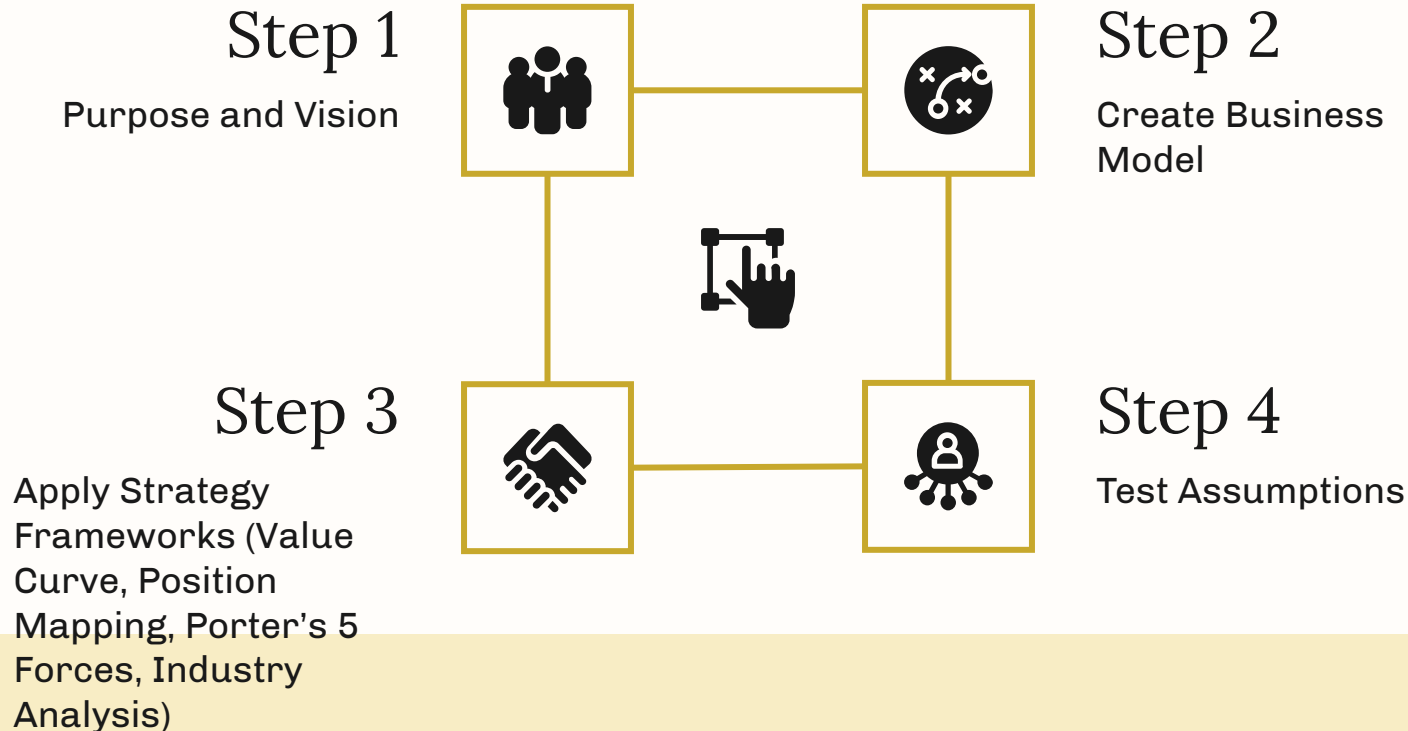 Step 1
Purpose and Vision
Step 2
Create Business
Model
Step 3
Apply Strategy
Frameworks (Value
Curve, Position
Mapping, Porter’s 5
Forces, Industry
Analysis)
Step 4
Test Assumptions